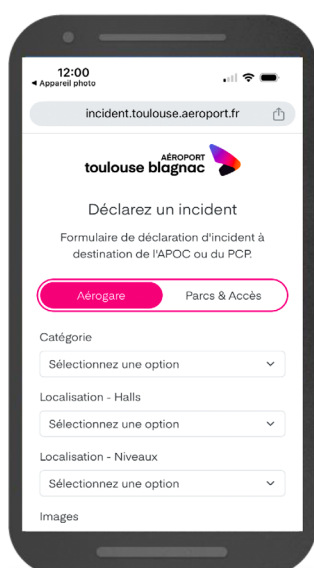 12:00
◀ Appareil photo
incident.toulouse.aeroport.fr
AÉROPORT
toulouse blagnac
Déclarez un incident
Formulaire de déclaration d'incident à
destination de l'APOC ou du PCP.
Aérogare Parcs & Accès
Catégorie
Sélectionnez une option
Localisation - Halls
Sélectionnez une option
Localisation - Niveaux
Sélectionnez une option
Images